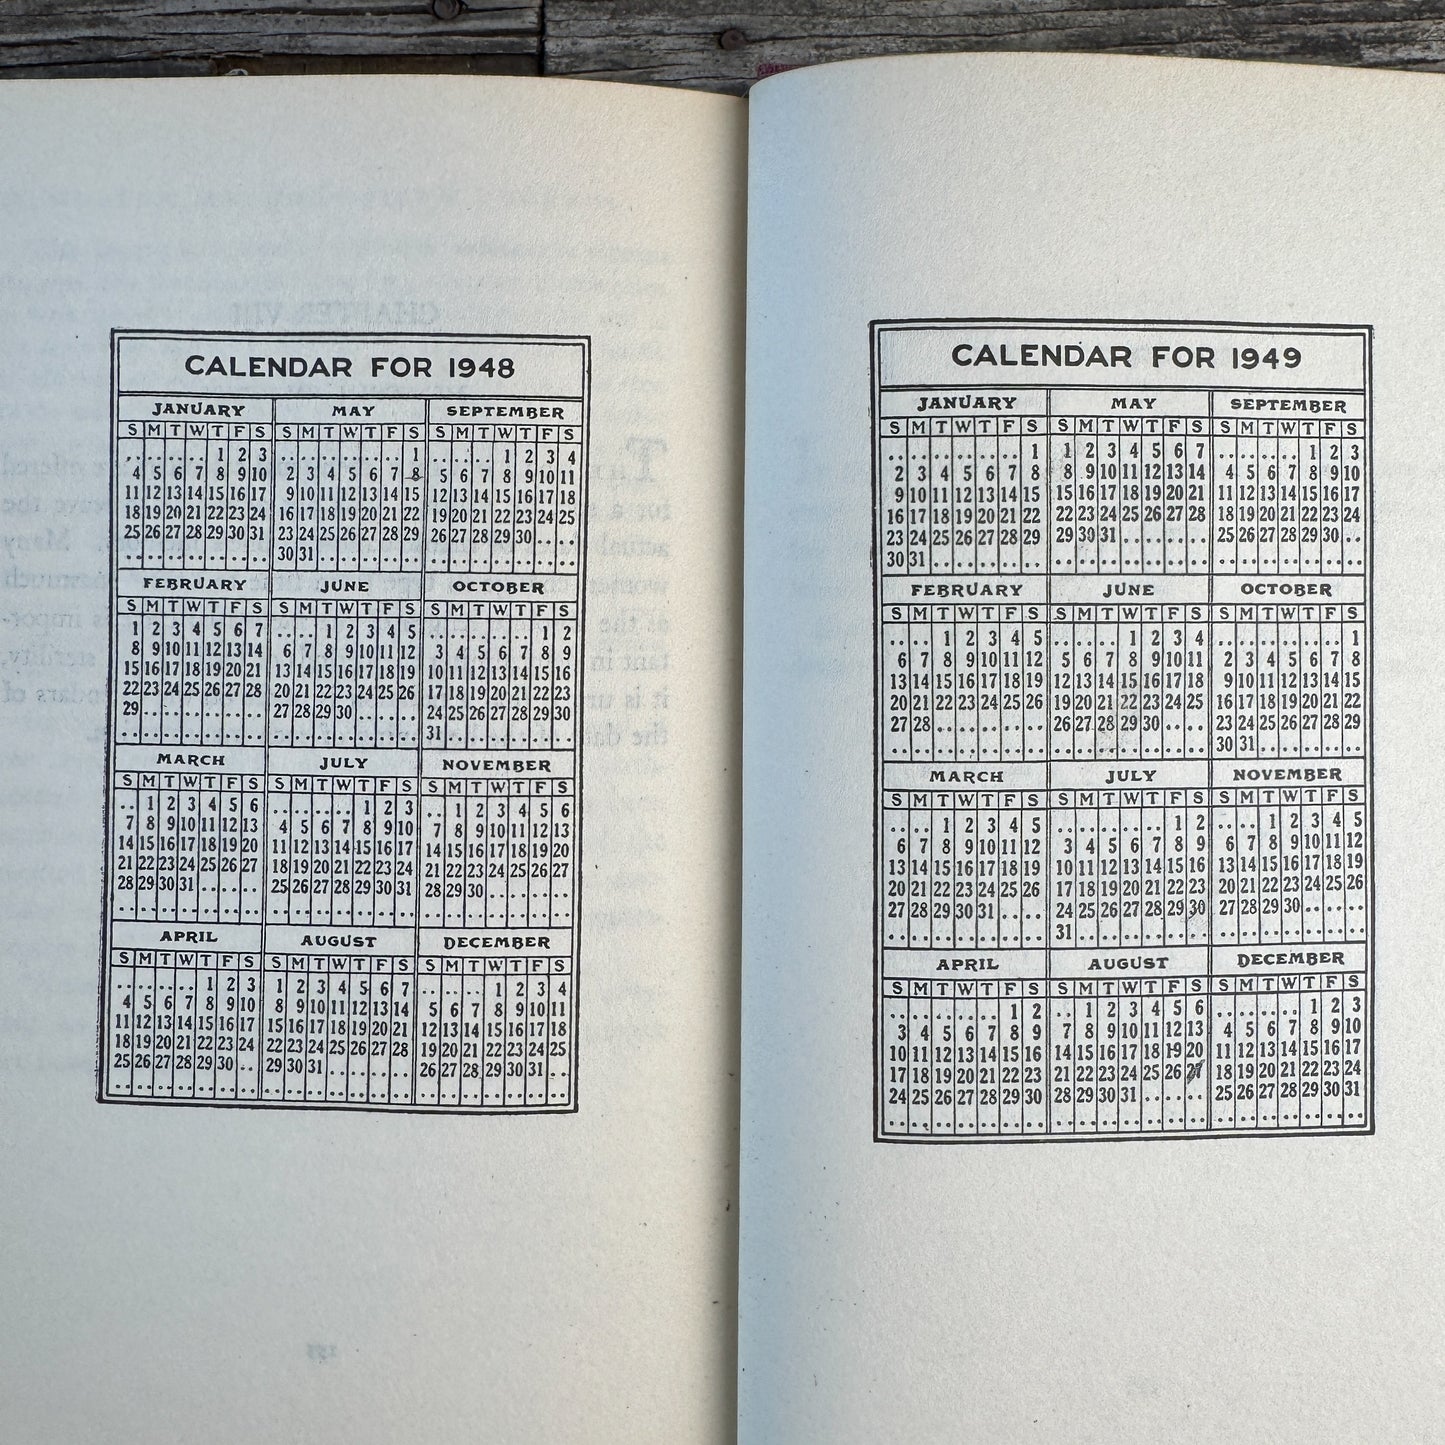 CALENDAR FOR 1948
JANUARY
S M T W T F S
1 2 3
4 5 6 7 8 9 10
11 12 13 14 15 16 17
18 19 20 21 22 23 24
25 26 27 28 29 30 31
FEBRUARY
S M T W T F S
1 2 3 4 5 6 7
8 9 10 11 12 13 14
15 16 17 18 19 20 21
22 23 24 25 26 27 28
29
MARCH
S M T W T F S
1 2 3 4 5 6
7 8 9 10 11 12 13
14 15 16 17 18 19 20
21 22 23 24 25 26 27
28 29 30 31
APRIL
S M T W T F S
1 2 3
4 5 6 7 8 9 10
11 12 13 14 15 16 17
18 19 20 21 22 23 24
25 26 27 28 29 30
MAY
S M T W T F S
1
2 3 4 5 6 7 8
9 10 11 12 13 14 15
16 17 18 19 20 21 22
23 24 25 26 27 28 29
30 31
JUNE
S M T W T F S
1 2 3 4 5
6 7 8 9 10 11 12
13 14 15 16 17 18 19
20 21 22 23 24 25 26
27 28 29 30
JULY
S M T W T F S
1 2 3
4 5 6 7 8 9 10
11 12 13 14 15 16 17
18 19 20 21 22 23 24
25 26 27 28 29 30 31
AUGUST
S M T W T F S
1 2 3 4 5 6 7
8 9 10 11 12 13 14
15 16 17 18 19 20 21
22 23 24 25 26 27 28
29 30 31
SEPTEMBER
S M T W T F S
1 2 3 4
5 6 7 8 9 10 11
12 13 14 15 16 17 18
19 20 21 22 23 24 25
26 27 28 29 30
OCTOBER
S M T W T F S
1 2
3 4 5 6 7 8 9
10 11 12 13 14 15 16
17 18 19 20 21 22 23
24 25 26 27 28 29 30
31
NOVEMBER
S M T W T F S
1 2 3 4 5 6
7 8 9 10 11 12 13
14 15 16 17 18 19 20
21 22 23 24 25 26 27
28 29 30
DECEMBER
S M T W T F S
1 2 3 4
5 6 7 8 9 10 11
12 13 14 15 16 17 18
19 20 21 22 23 24 25
26 27 28 29 30 31
CALENDAR FOR 1949
JANUARY
S M T W T F S
1
2 3 4 5 6 7 8
9 10 11 12 13 14 15
16 17 18 19 20 21 22
23 24 25 26 27 28 29
30 31
FEBRUARY
S M T W T F S
1 2 3 4 5
6 7 8 9 10 11 12
13 14 15 16 17 18 19
20 21 22 23 24 25 26
27 28
MARCH
S M T W T F S
1 2 3 4 5
6 7 8 9 10 11 12
13 14 15 16 17 18 19
20 21 22 23 24 25 26
27 28 29 30 31
APRIL
S M T W T F S
1 2
3 4 5 6 7 8 9
10 11 12 13 14 15 16
17 18 19 20 21 22 23
24 25 26 27 28 29 30
MAY
S M T W T F S
1 2 3 4 5 6 7
8 9 10 11 12 13 14
15 16 17 18 19 20 21
22 23 24 25 26 27 28
29 30 31
JUNE
S M T W T F S
1 2 3 4
5 6 7 8 9 10 11
12 13 14 15 16 17 18
19 20 21 22 23 24 25
26 27 28 29 30
JULY
S M T W T F S
1 2
3 4 5 6 7 8 9
10 11 12 13 14 15 16
17 18 19 20 21 22 23
24 25 26 27 28 29 30
31
AUGUST
S M T W T F S
1 2 3 4 5 6
7 8 9 10 11 12 13
14 15 16 17 18 19 20
21 22 23 24 25 26 27
28 29 30 31
SEPTEMBER
S M T W T F S
1 2 3
4 5 6 7 8 9 10
11 12 13 14 15 16 17
18 19 20 21 22 23 24
25 26 27 28 29 30
OCTOBER
S M T W T F S
1
2 3 4 5 6 7 8
9 10 11 12 13 14 15
16 17 18 19 20 21 22
23 24 25 26 27 28 29
30 31
NOVEMBER
S M T W T F S
1 2 3 4 5
6 7 8 9 10 11 12
13 14 15 16 17 18 19
20 21 22 23 24 25 26
27 28 29 30
DECEMBER
S M T W T F S
1 2 3
4 5 6 7 8 9 10
11 12 13 14 15 16 17
18 19 20 21 22 23 24
25 26 27 28 29 30 31